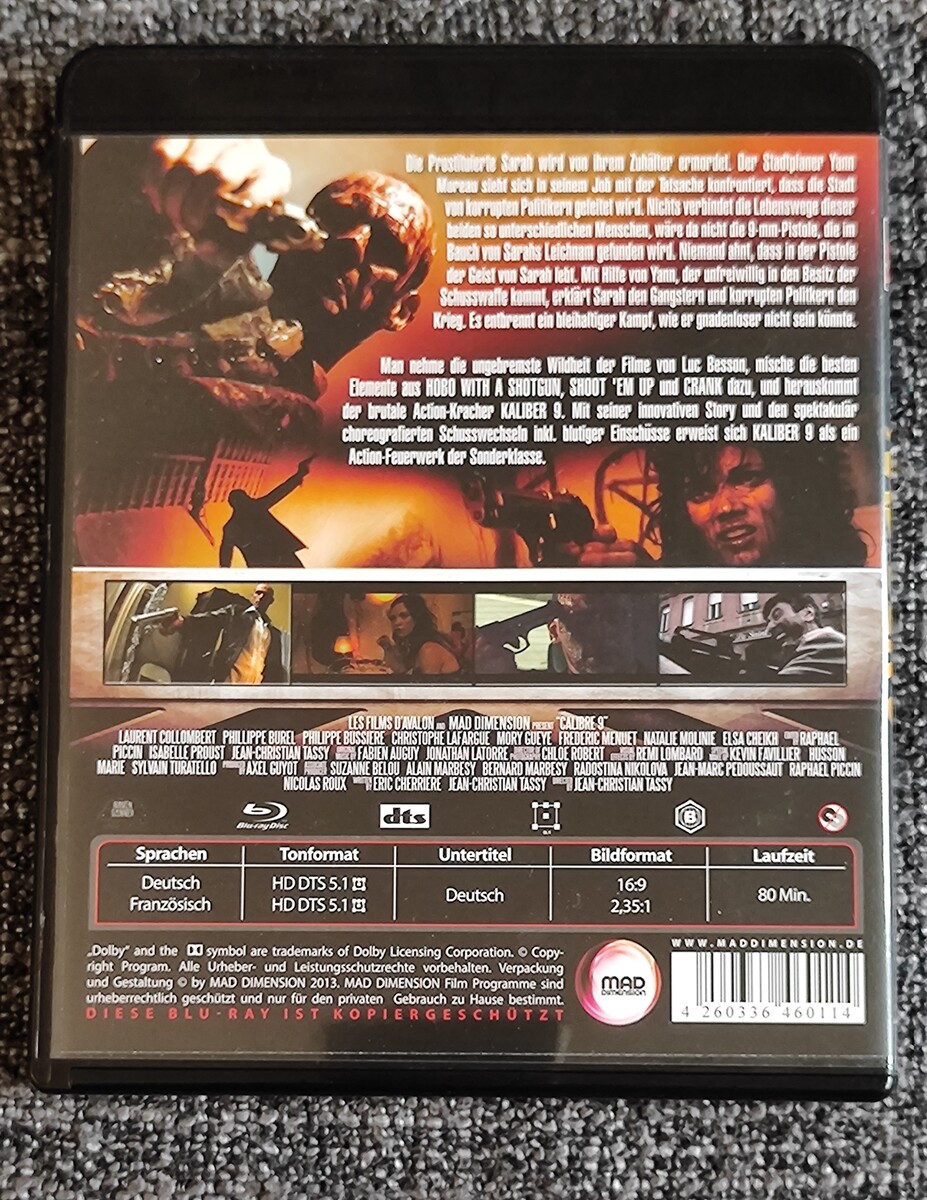 Die Prostituierte Sarah wird von ihrem Zuhälter ermordet. Der Stadtplaner Yann
Moreau sieht sich in seinem Job mit der Tatsache konfrontiert, dass die Stadt
von korrupten Politikern geleitet wird. Nichts verbindet die Lebenswege dieser
beiden so unterschiedlichen Menschen, wäre da nicht die 9-mm-Pistole, die im
Bauch von Sarahs Leichnam gefunden wird. Niemand ahnt, dass in der Pistole
der Geist von Sarah lebt. Mit Hilfe von Yann, der unfreiwillig in den Besitz der
Schusswaffe kommt, erklärt Sarah den Gangstern und korrupten Politkern den
Krieg. Es entbrennt ein bleihaltiger Kampf, wie er gnadenloser nicht sein könnte.
Man nehme die ungebremste Wildheit der Filme von Luc Besson, mische die besten
Elemente aus HOBO WITH A SHOTGUN, SHOOT 'EM UP und CRANK dazu, und herauskommt
der brutale Action-Kracher KALIBER 9. Mit seiner innovativen Story und den spektakulär
choreografierten Schusswechseln inkl. blutiger Einschüsse erweist sich KALIBER 9 als ein
Action-Feuerwerk der Sonderklasse.
LES FILMS D'AVALON AND MAD DIMENSION PRESENT "CALIBRE 9"
LAURENT COLLOMBERT PHILLIPPE BUREL PHILIPPE BUSSIERE CHRISTOPHE LAFARGUE MORY GUEYE FREDERIC MENUET NATALIE MOLINIE ELSA CHEIKH RAPHAEL
PICCIN ISABELLE PROUST JEAN-CHRISTIAN TASSY FABIEN AUGUY JONATHAN LATORRE CHLOE ROBERT REMI LOMBARD KEVIN FAVILLIER HUSSON
MARIE SYLVAIN TURATELLO AXEL GUYOT SUZANNE BELOU ALAIN MARBESY BERNARD MARBESY RADOSTINA NIKOLOVA JEAN-MARC PEDOUSSAUT RAPHAEL PICCIN
NICOLAS ROUX ERIC CHERRIERE JEAN-CHRISTIAN TASSY JEAN-CHRISTIAN TASSY
Blu-ray Disc dts B
Sprachen Tonformat Untertitel Bildformat Laufzeit
Deutsch HD DTS 5.1 Deutsch 16:9 80 Min.
Französisch HD DTS 5.1 2,35:1
„Dolby" and the symbol are trademarks of Dolby Licensing Corporation. © Copy-
right Program. Alle Urheber- und Leistungsschutzrechte vorbehalten. Verpackung
und Gestaltung © by MAD DIMENSION 2013. MAD DIMENSION Film Programme sind
urheberrechtlich geschützt und nur für den privaten Gebrauch zu Hause bestimmt.
DIESE BLU-RAY IST KOPIERGESCHÜTZT
MAD
DIMENSION
WWW.MADDIMENSION.DE
4 260336 460114